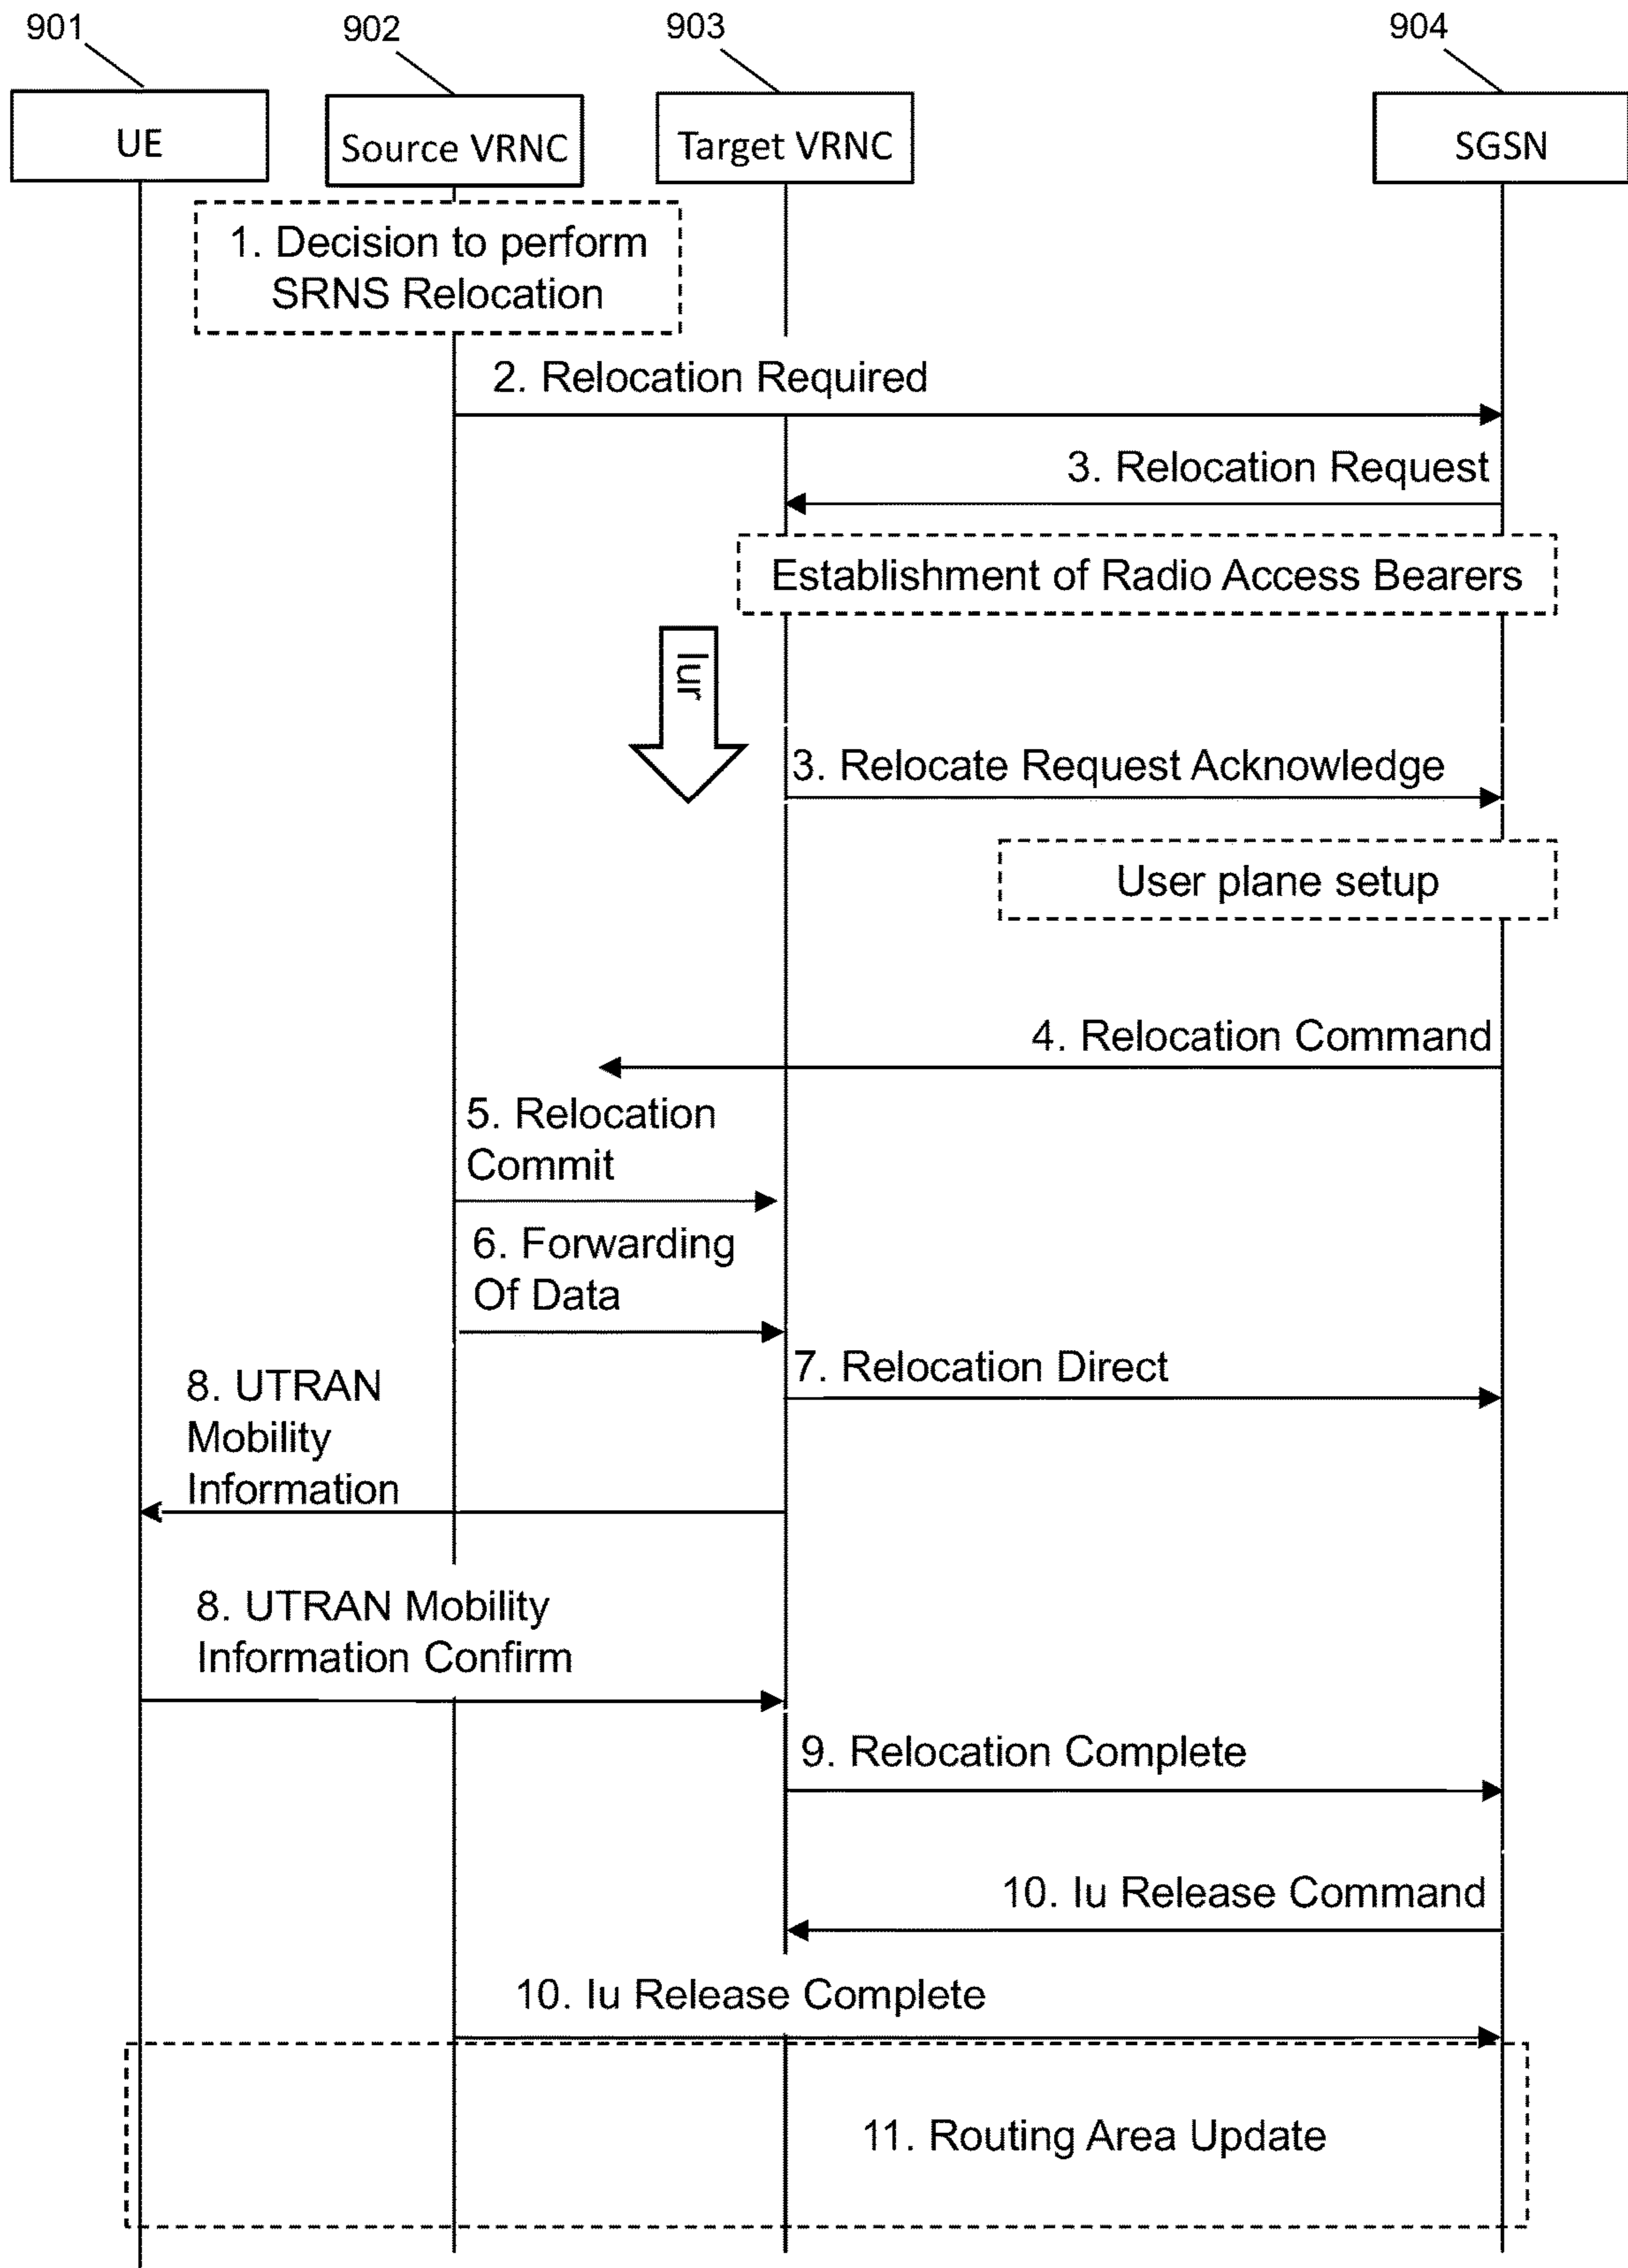 901
902
903
904
UE
Source VRNC
Target VRNC
SGSN
1. Decision to perform
SRNS Relocation
2. Relocation Required
3. Relocation Request
Establishment of Radio Access Bearers
Iur
3. Relocate Request Acknowledge
User plane setup
4. Relocation Command
5. Relocation
Commit
6. Forwarding
Of Data
7. Relocation Direct
8. UTRAN
Mobility
Information
8. UTRAN Mobility
Information Confirm
9. Relocation Complete
10. Iu Release Command
10. Iu Release Complete
11. Routing Area Update